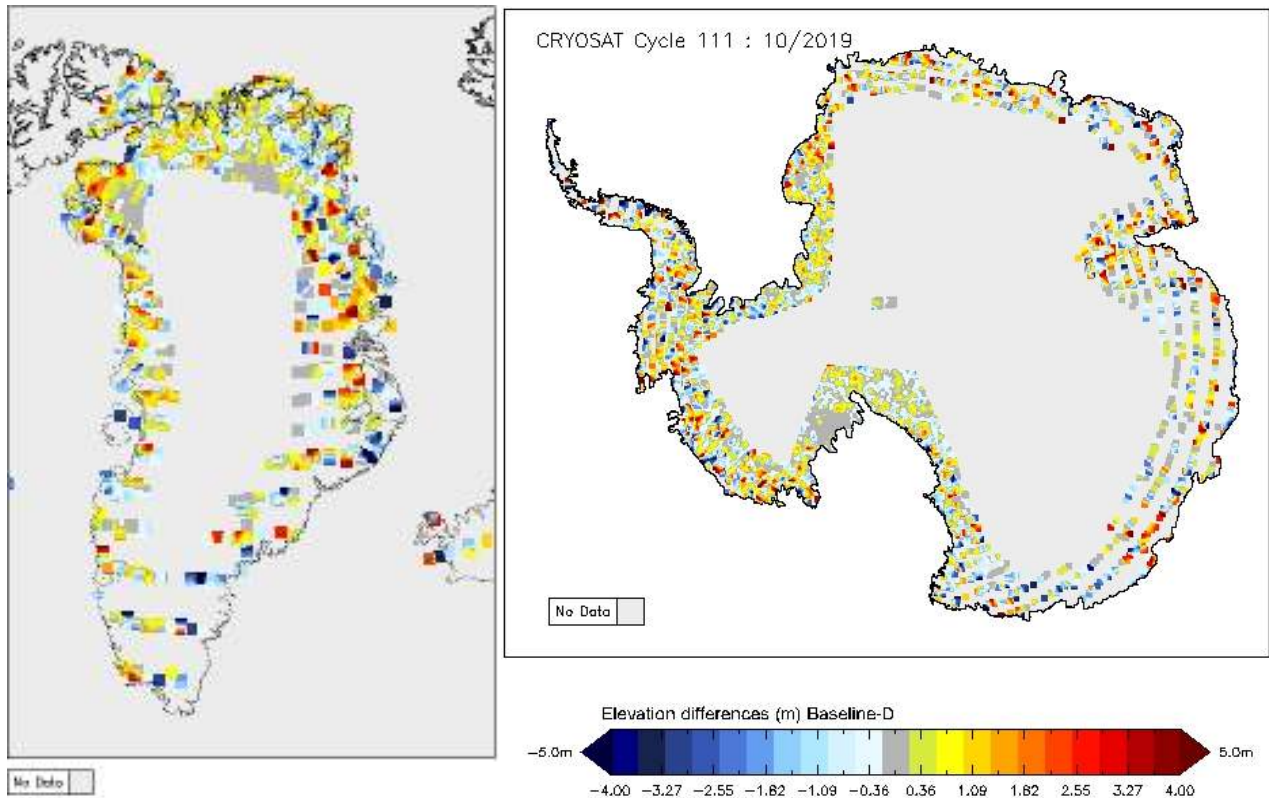 CRYOSAT Cycle 111 : 10/2019
No Data
No Data
Elevation differences (m) Baseline-D
-5.0m
5.0m
-4.00 -3.27 -2.55 -1.82 -1.09 -0.36 0.36 1.09 1.82 2.55 3.27 4.00